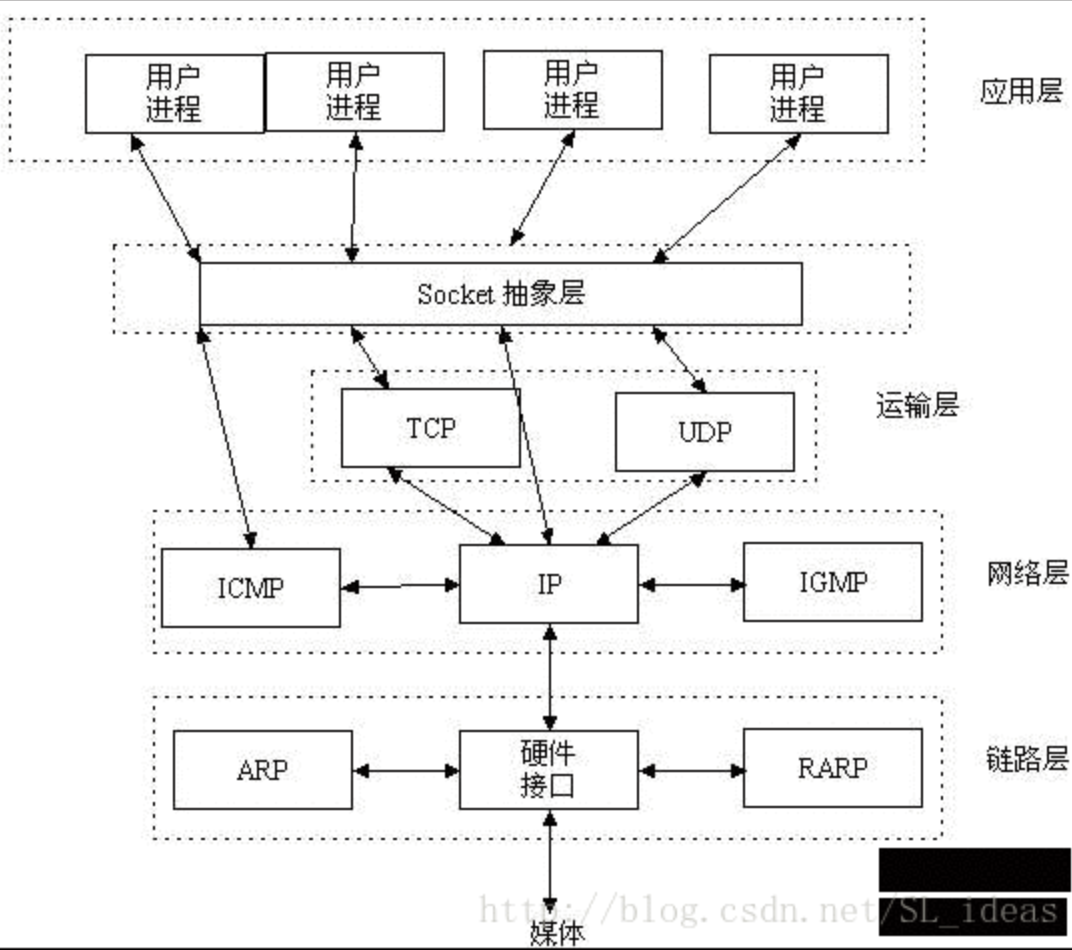 用户
进程
用户
进程
用户
进程
用户
进程
应用层
Socket 抽象层
TCP
UDP
运输层
ICMP
IP
IGMP
网络层
ARP
硬件
接口
RARP
链路层
http://blog.csdn.net/SL_ideas
媒体